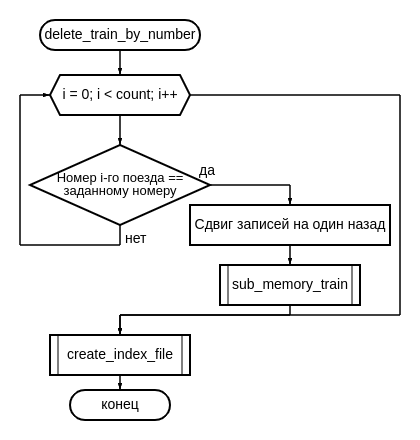 delete_train_by_number
i = 0; i < count; i++
Номер i-го поезда ==
заданному номеру
да
нет
Сдвиг записей на один назад
sub_memory_train
create_index_file
конец